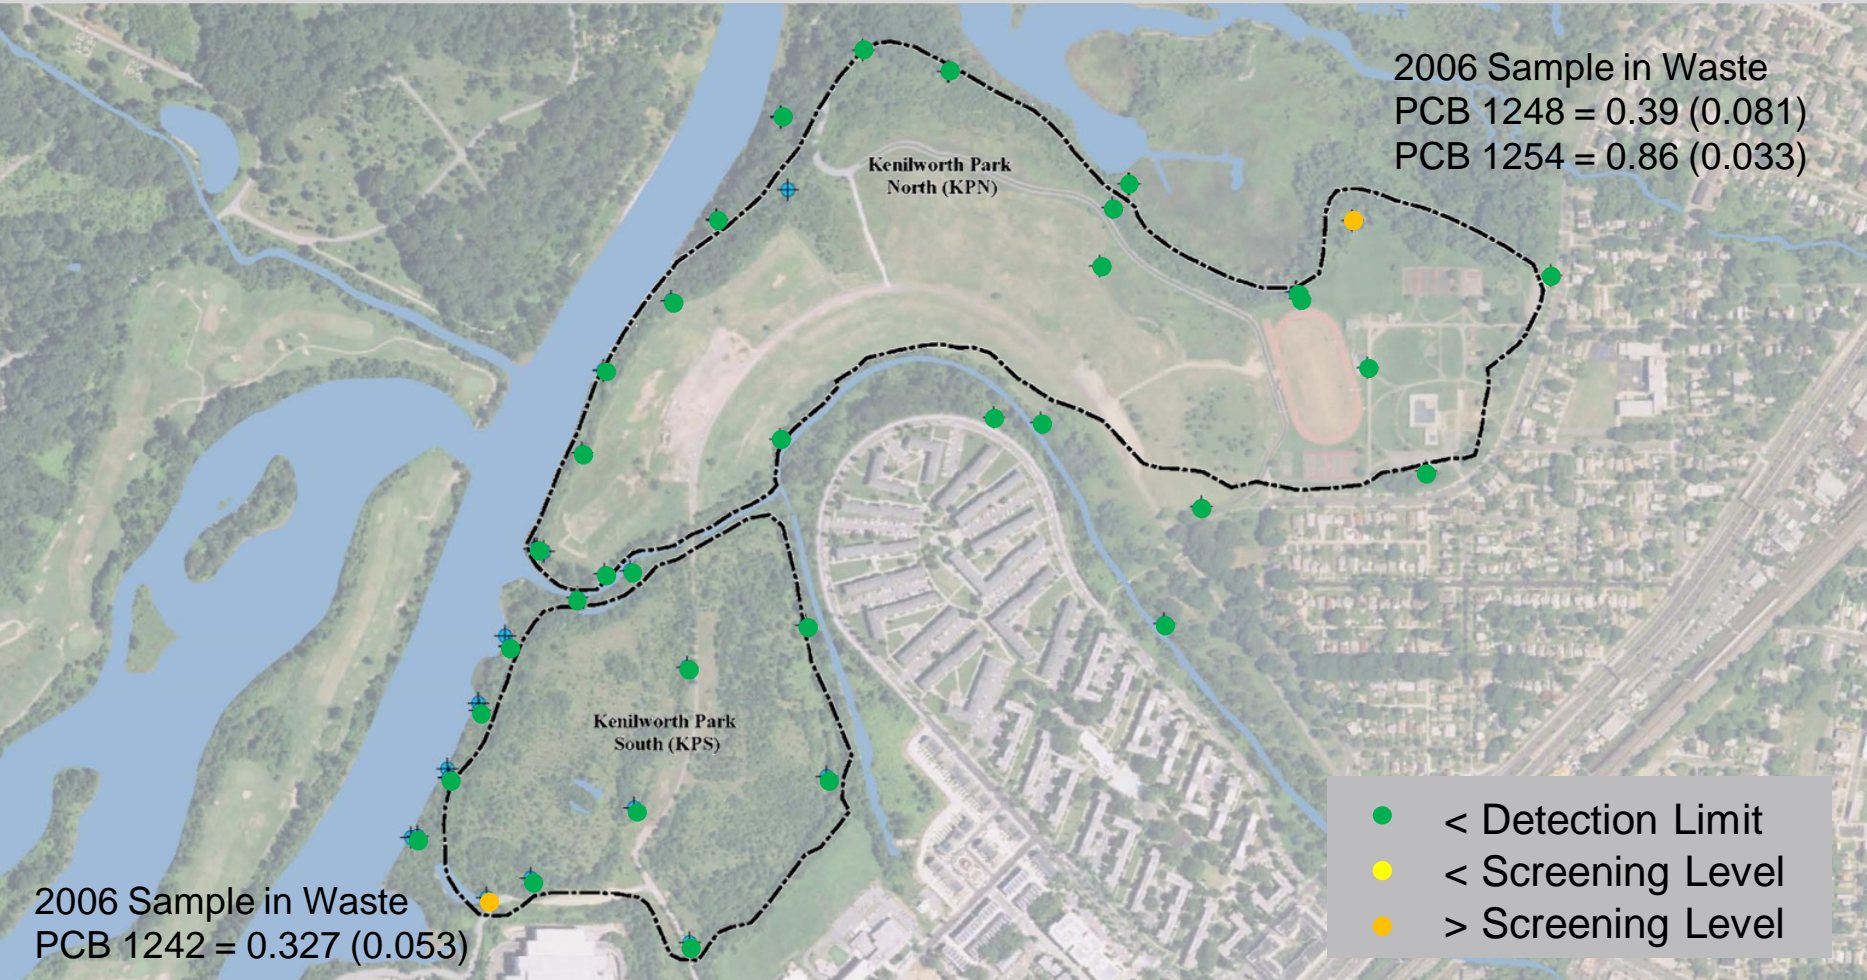 2006 Sample in Waste
PCB 1248 = 0.39 (0.081)
PCB 1254 = 0.86 (0.033)
Kenilworth Park
North (KPN)
Kenilworth Park
South (KPS)
< Detection Limit
< Screening Level
> Screening Level
2006 Sample in Waste
PCB 1242 = 0.327 (0.053)